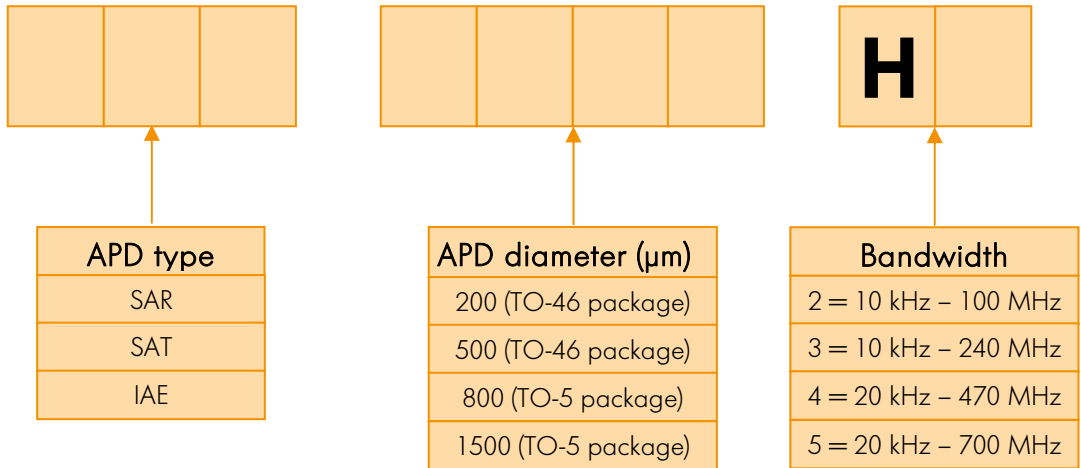 H
APD type
SAR
SAT
IAE
APD diameter (µm)
200 (TO-46 package)
500 (TO-46 package)
800 (TO-5 package)
1500 (TO-5 package)
Bandwidth
2 = 10 kHz – 100 MHz
3 = 10 kHz – 240 MHz
4 = 20 kHz – 470 MHz
5 = 20 kHz – 700 MHz